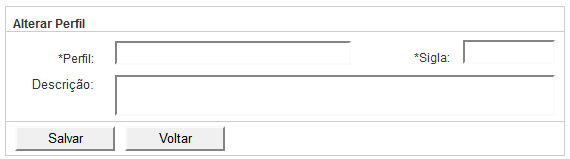 Alterar Perfil
*Perfil: *Sigla:
Descrição:
Salvar Voltar